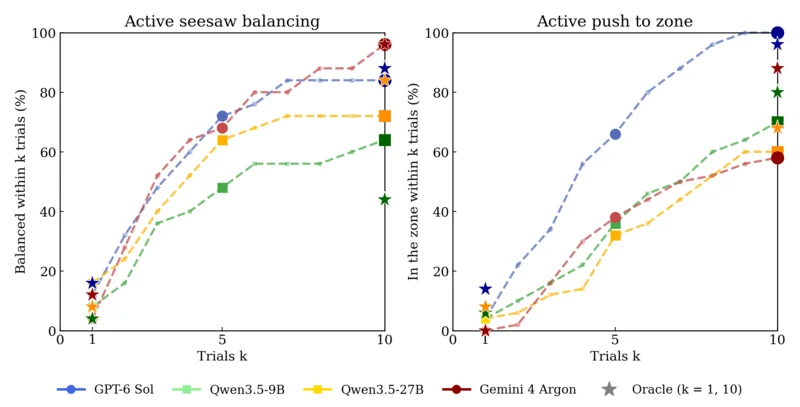 Active seesaw balancing
Active push to zone
Balanced within k trials (%)
100
80
60
40
20
0
0 1 5 10
Trials k
In the zone within k trials (%)
100
80
60
40
20
0
0 1 5 10
Trials k
GPT-6 Sol Qwen3.5-9B Qwen3.5-27B Gemini 4 Argon Oracle (k = 1, 10)